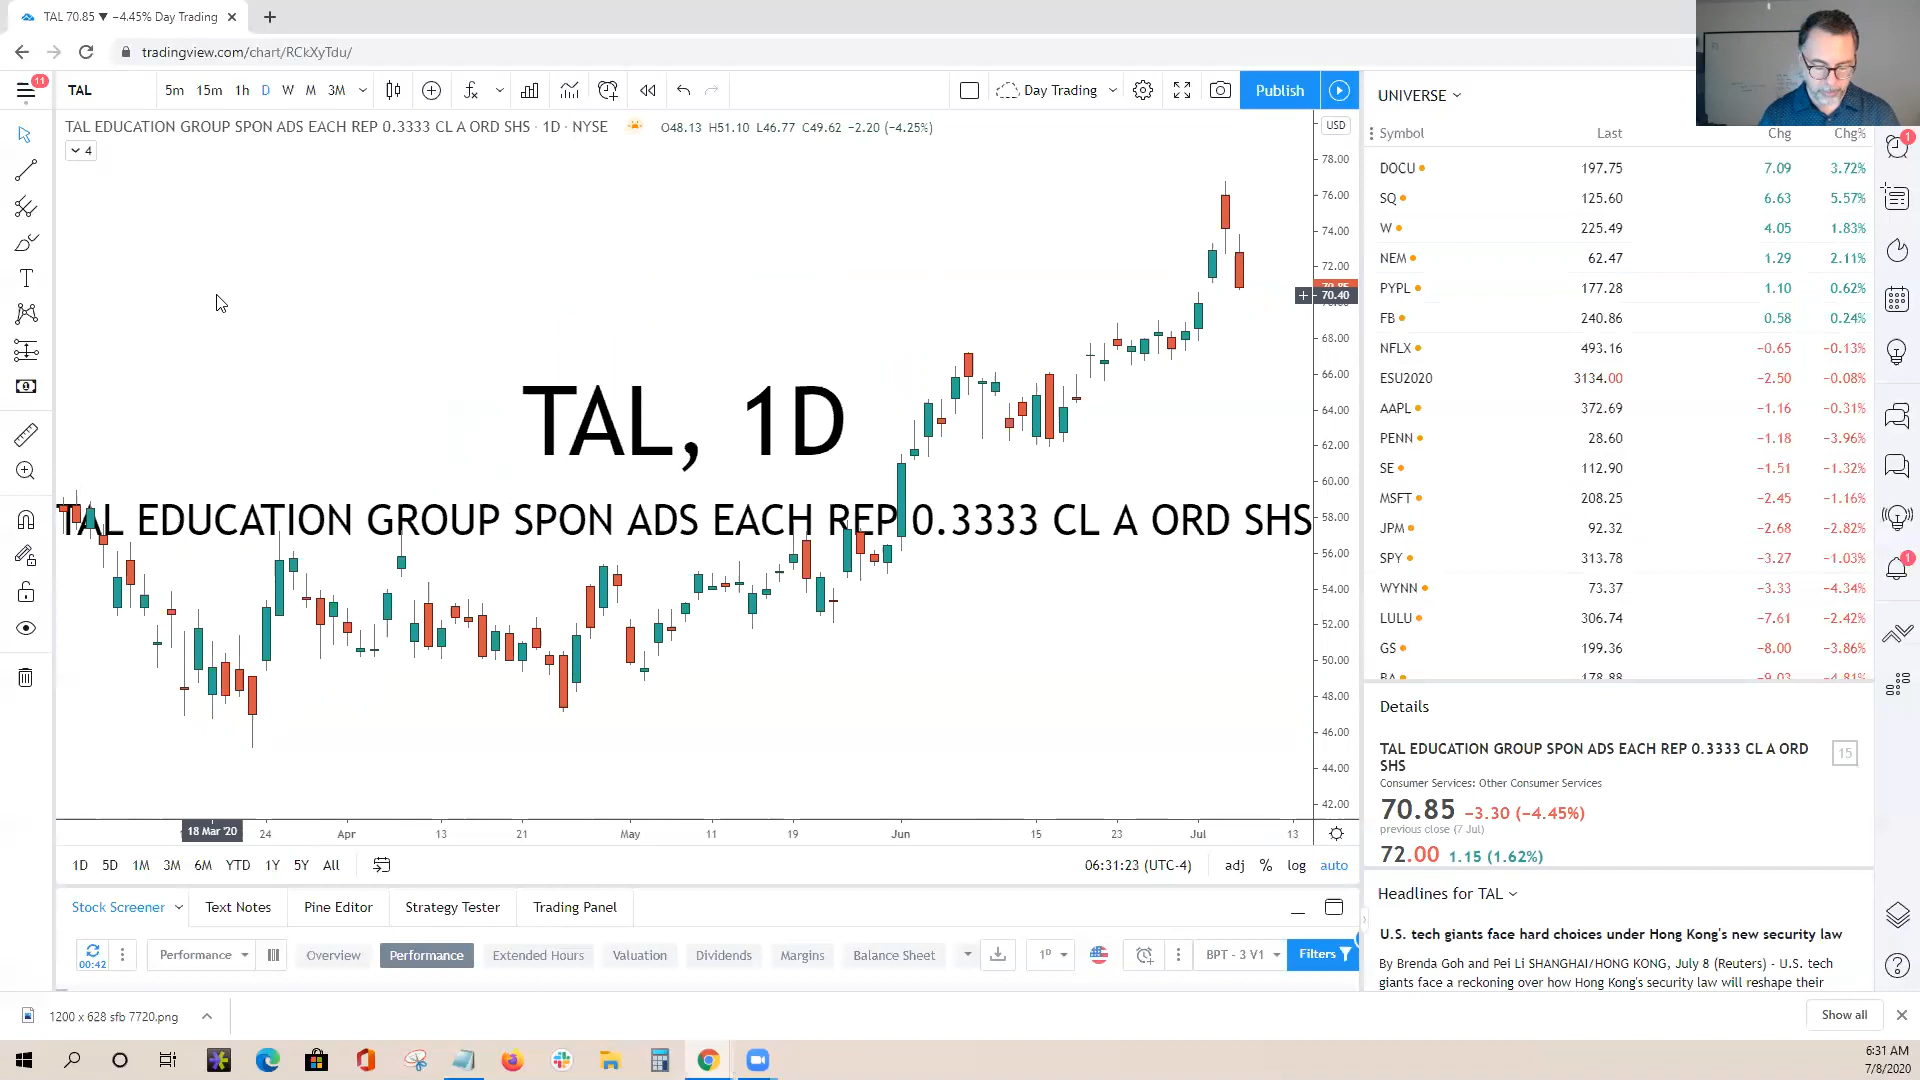 TAL 70.85 ▼ −4.45% Day Trading
tradingview.com/chart/RCkXyTdu/
11
TAL 5m 15m 1h D W M 3M Day Trading Publish
TAL EDUCATION GROUP SPON ADS EACH REP 0.3333 CL A ORD SHS · 1D · NYSE O48.13 H51.10 L46.77 C49.62 −2.20 (−4.25%)
4
USD
78.00
76.00
74.00
72.00
70.85
70.40
68.00
66.00
64.00
62.00
60.00
58.00
56.00
54.00
52.00
50.00
48.00
46.00
44.00
42.00
TAL, 1D
TAL EDUCATION GROUP SPON ADS EACH REP 0.3333 CL A ORD SHS
18 Mar '20 24 Apr 13 21 May 11 19 Jun 15 23 Jul 13
1D 5D 1M 3M 6M YTD 1Y 5Y All 06:31:23 (UTC-4) adj % log auto
Stock Screener Text Notes Pine Editor Strategy Tester Trading Panel
00:42 Performance Overview Performance Extended Hours Valuation Dividends Margins Balance Sheet 1D BPT - 3 V1 Filters
UNIVERSE
Symbol Last Chg Chg%
DOCU 197.75 7.09 3.72%
SQ 125.60 6.63 5.57%
W 225.49 4.05 1.83%
NEM 62.47 1.29 2.11%
PYPL 177.28 1.10 0.62%
FB 240.86 0.58 0.24%
NFLX 493.16 −0.65 −0.13%
ESU2020 3134.00 −2.50 −0.08%
AAPL 372.69 −1.16 −0.31%
PENN 28.60 −1.18 −3.96%
SE 112.90 −1.51 −1.32%
MSFT 208.25 −2.45 −1.16%
JPM 92.32 −2.68 −2.82%
SPY 313.78 −3.27 −1.03%
WYNN 73.37 −3.33 −4.34%
LULU 306.74 −7.61 −2.42%
GS 199.36 −8.00 −3.86%
BA 178.88 −9.03 −4.81%
Details
TAL EDUCATION GROUP SPON ADS EACH REP 0.3333 CL A ORD
SHS
15
Consumer Services: Other Consumer Services
70.85 −3.30 (−4.45%)
previous close (7 Jul)
72.00 1.15 (1.62%)
Headlines for TAL
U.S. tech giants face hard choices under Hong Kong's new security law
By Brenda Goh and Pei Li SHANGHAI/HONG KONG, July 8 (Reuters) - U.S. tech
giants face a reckoning over how Hong Kong's security law will reshape their
1
1
1200 x 628 sfb 7720.png Show all
6:31 AM
7/8/2020